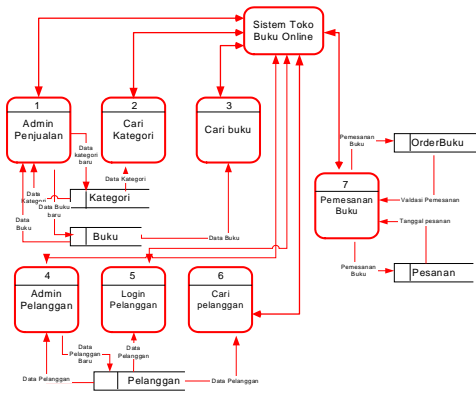 Sistem Toko
Buku Online
1
Admin
Penjualan
2
Cari
Kategori
3
Cari buku
Data
kategori
baru
Data Kategori
Data
Kategori
Data Buku
baru
Data
Buku
Kategori
Buku
Data Buku
Pemesanan
Buku
OrderBuku
7
Pemesanan
Buku
Valdasi Pemesanan
Tanggal pesanan
Pemesanan
Buku
Pesanan
4
Admin
Pelanggan
5
Login
Pelanggan
6
Cari
pelanggan
Data
Pelanggan
Baru
Data
Pelanggan
Data Pelanggan
Pelanggan
Data Pelanggan